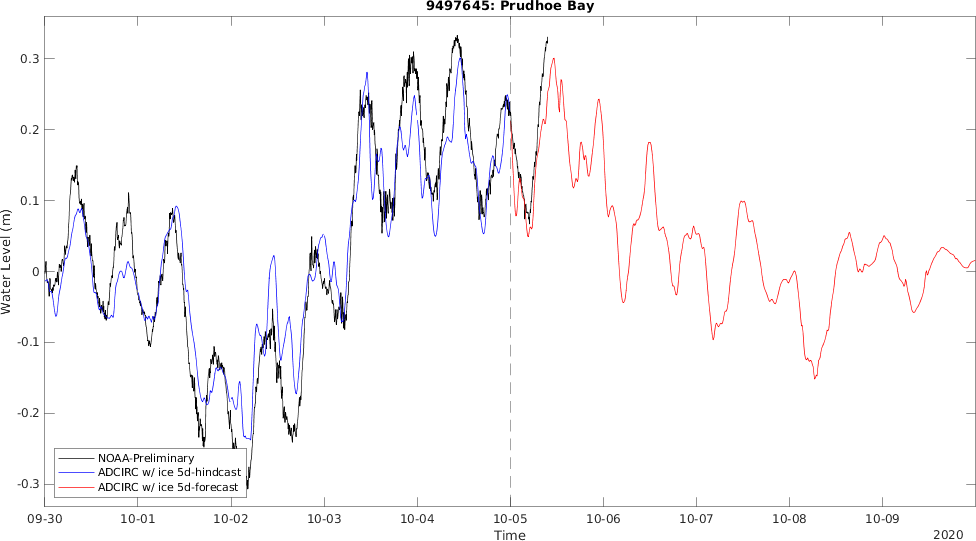 9497645: Prudhoe Bay
Water Level (m)
0.3
0.2
0.1
0
-0.1
-0.2
-0.3
NOAA-Preliminary
ADCIRC w/ ice 5d-hindcast
ADCIRC w/ ice 5d-forecast
09-30 10-01 10-02 10-03 10-04 10-05 10-06 10-07 10-08 10-09
Time
2020